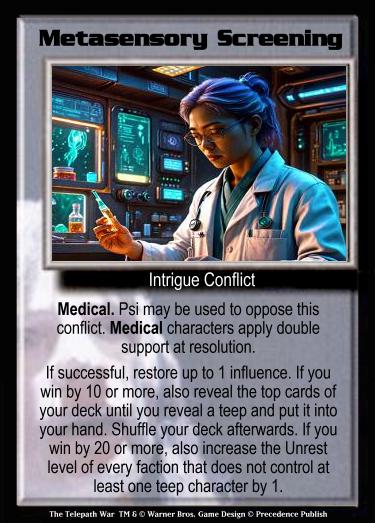 Metasensory Screening
Intrigue Conflict
Medical. Psi may be used to oppose this
conflict. Medical characters apply double
support at resolution.
If successful, restore up to 1 influence. If you
win by 10 or more, also reveal the top cards of
your deck until you reveal a teep and put it into
your hand. Shuffle your deck afterwards. If you
win by 20 or more, also increase the Unrest
level of every faction that does not control at
least one teep character by 1.
The Telepath War TM & © Warner Bros. Game Design © Precedence Publish